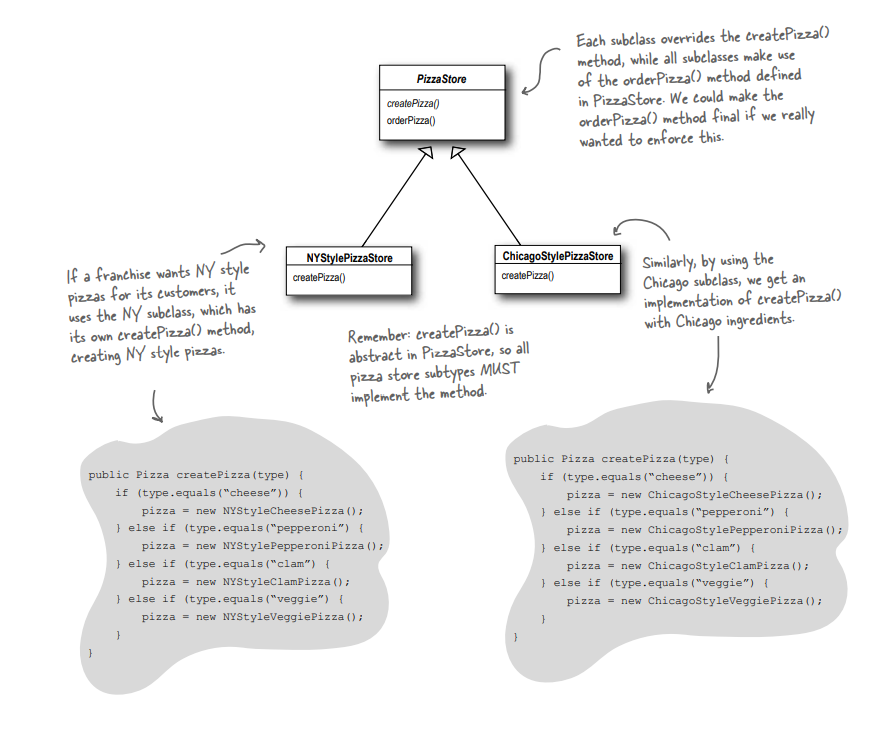 Each subclass overrides the createPizza()
method, while all subclasses make use
of the orderPizza() method defined
in PizzaStore. We could make the
orderPizza() method final if we really
wanted to enforce this.
PizzaStore
createPizza()
orderPizza()
NYStylePizzaStore
createPizza()
ChicagoStylePizzaStore
createPizza()
If a franchise wants NY style
pizzas for its customers, it
uses the NY subclass, which has
its own createPizza() method,
creating NY style pizzas.
Similarly, by using the
Chicago subclass, we get an
implementation of createPizza()
with Chicago ingredients.
Remember: createPizza() is
abstract in PizzaStore, so all
pizza store subtypes MUST
implement the method.
public Pizza createPizza(type) {
if (type.equals(“cheese”)) {
pizza = new NYStyleCheesePizza();
} else if (type.equals(“pepperoni”) {
pizza = new NYStylePepperoniPizza();
} else if (type.equals(“clam”) {
pizza = new NYStyleClamPizza();
} else if (type.equals(“veggie”) {
pizza = new NYStyleVeggiePizza();
}
}
public Pizza createPizza(type) {
if (type.equals(“cheese”)) {
pizza = new ChicagoStyleCheesePizza();
} else if (type.equals(“pepperoni”) {
pizza = new ChicagoStylePepperoniPizza();
} else if (type.equals(“clam”) {
pizza = new ChicagoStyleClamPizza();
} else if (type.equals(“veggie”) {
pizza = new ChicagoStyleVeggiePizza();
}
}